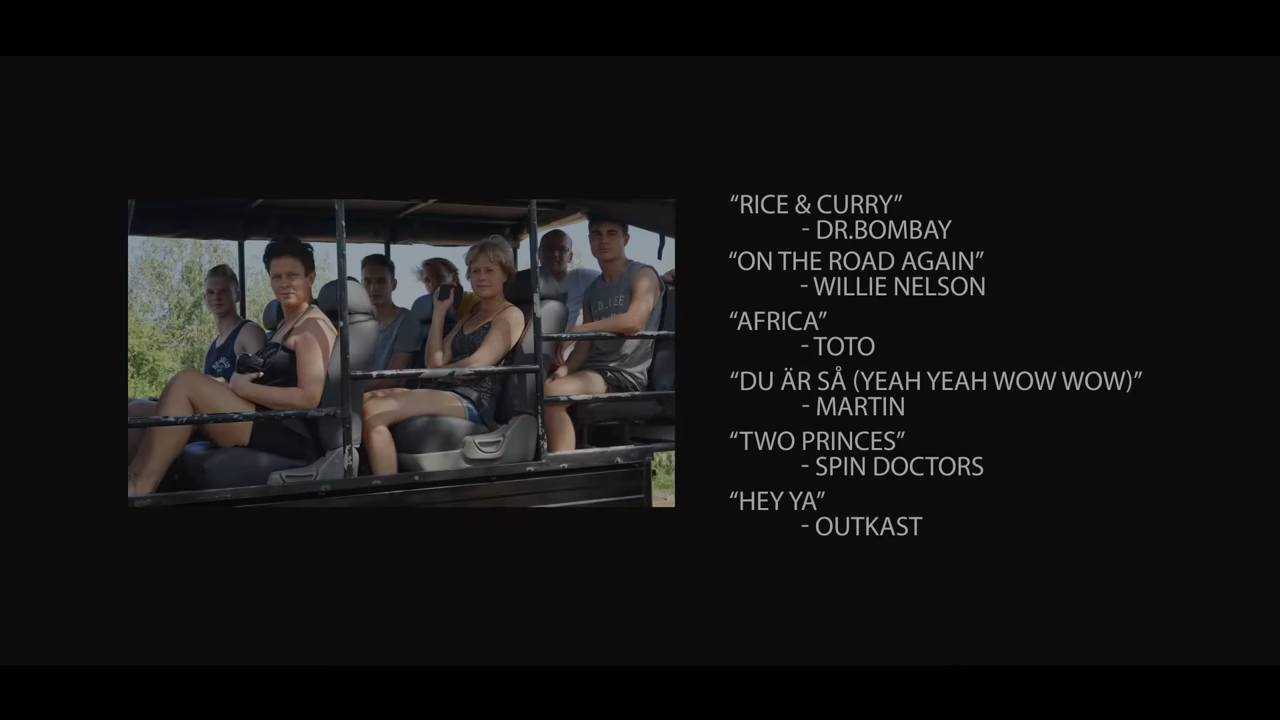 “RICE & CURRY”
- DR.BOMBAY
“ON THE ROAD AGAIN”
- WILLIE NELSON
“AFRICA”
- TOTO
“DU ÄR SÅ (YEAH YEAH WOW WOW)”
- MARTIN
“TWO PRINCES”
- SPIN DOCTORS
“HEY YA”
- OUTKAST